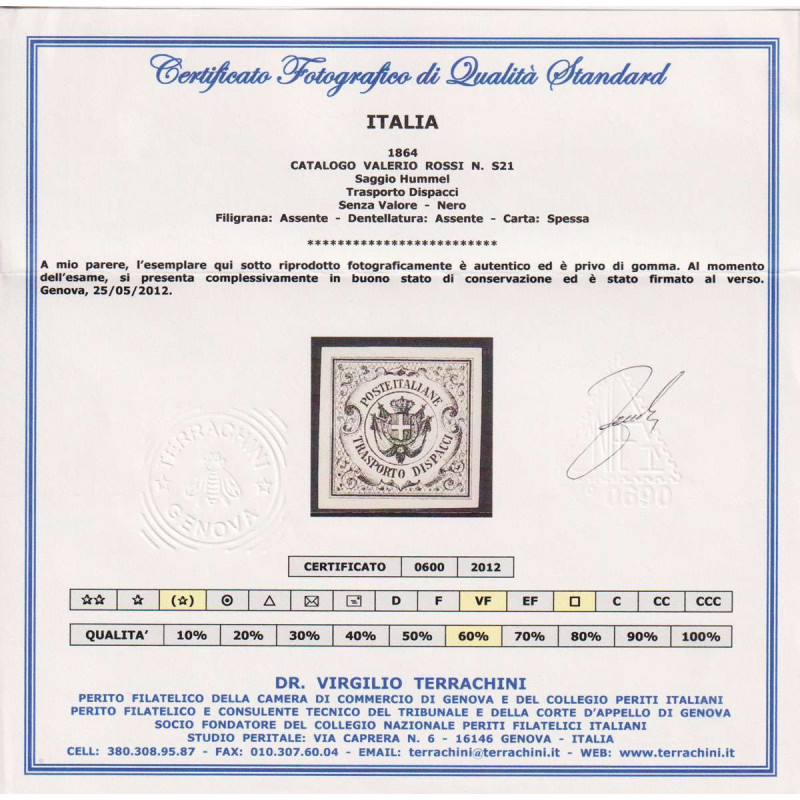 Certificato Fotografico di Qualità Standard
ITALIA
1864
CATALOGO VALERIO ROSSI N. S21
Saggio Hummel
Trasporto Dispacci
Senza Valore - Nero
Filigrana: Assente - Dentellatura: Assente - Carta: Spessa
*************************
A mio parere, l'esemplare qui sotto riprodotto fotograficamente è autentico ed è privo di gomma. Al momento
dell'esame, si presenta complessivamente in buono stato di conservazione ed è stato firmato al verso.
Genova, 25/05/2012.
POSTE ITALIANE
TRASPORTO DISPACCI
TERRACHINI
GENOVA
0690
CERTIFICATO 0600 2012
D F VF EF C CC CCC
QUALITA' 10% 20% 30% 40% 50% 60% 70% 80% 90% 100%
DR. VIRGILIO TERRACHINI
PERITO FILATELICO DELLA CAMERA DI COMMERCIO DI GENOVA E DEL COLLEGIO PERITI ITALIANI
PERITO FILATELICO E CONSULENTE TECNICO DEL TRIBUNALE E DELLA CORTE D'APPELLO DI GENOVA
SOCIO FONDATORE DEL COLLEGIO NAZIONALE PERITI FILATELICI ITALIANI
STUDIO PERITALE: VIA CAPRERA N. 6 - 16146 GENOVA - ITALIA
CELL: 380.308.95.87 - FAX: 010.307.60.04 - EMAIL: terrachini@terrachini.it - WEB: www.terrachini.it